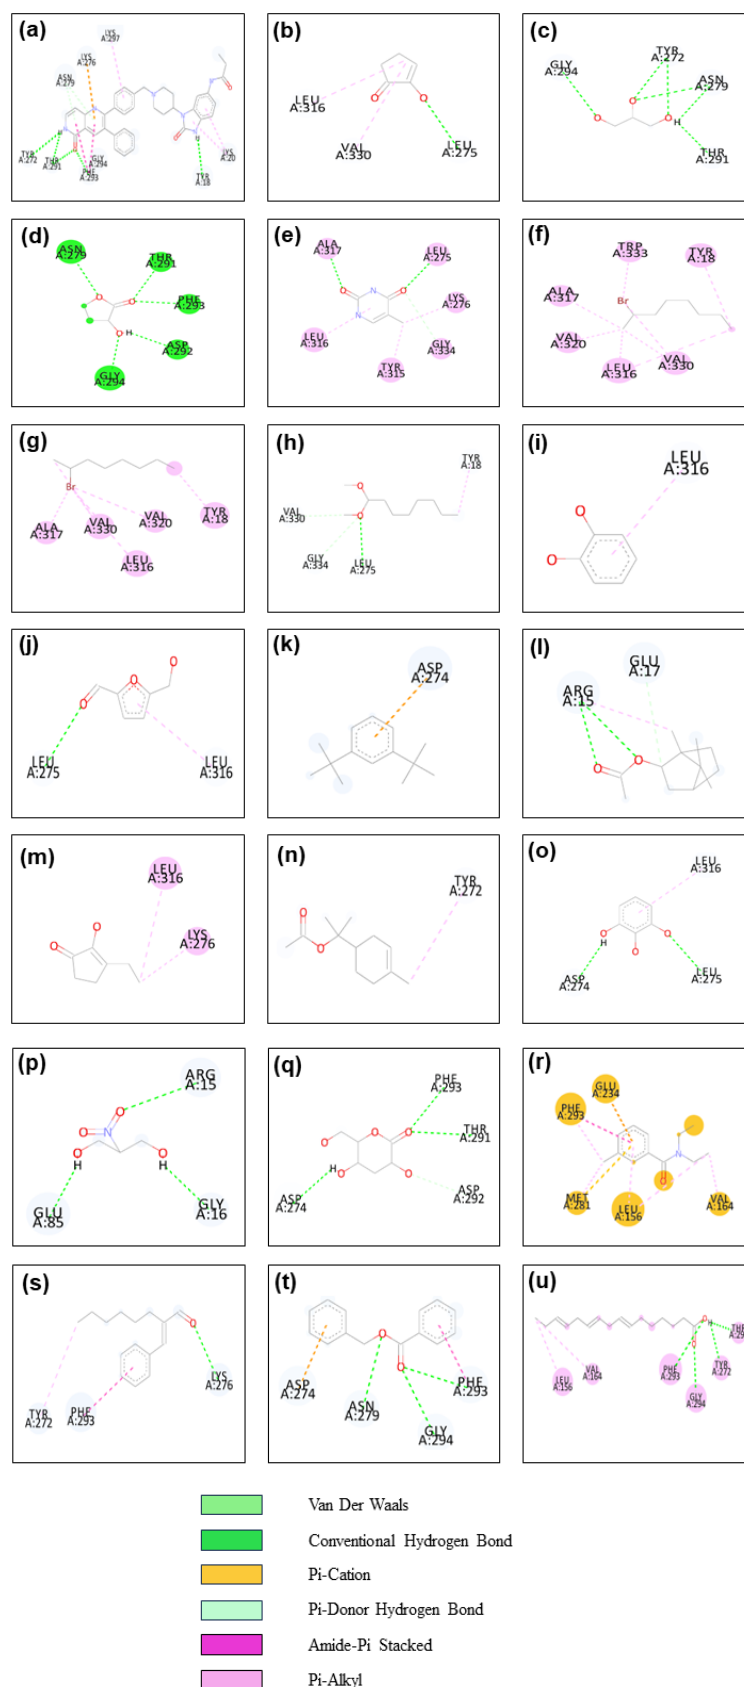 (a)
LYS
A:297
LYS
A:276
ASN
A:279
O
H
O
N
N
O
N
H
TYR
A:272
THR
A:291
GLY
A:294
PHE
A:293
TYR
A:18
LYS
A:20
(b)
LEU
A:316
O
O
VAL
A:330
LEU
A:275
(c)
GLY
A:294
TYR
A:272
ASN
A:279
O
O
O H
THR
A:291
(d)
ASN
A:279
THR
A:291
O
O
PHE
A:293
O H
ASP
A:292
GLY
A:294
(e)
ALA
A:317
LEU
A:275
O
N
O
LYS
A:276
N
LEU
A:316
GLY
A:334
TYR
A:315
(f)
TRP
A:333
TYR
A:18
ALA
A:317
Br
VAL
A:320
LEU
A:316
VAL
A:330
(g)
Br
ALA
A:317
VAL
A:330
VAL
A:320
TYR
A:18
LEU
A:316
(h)
TYR
A:18
O
O
VAL
A:330
GLY
A:334
LEU
A:275
(i)
LEU
A:316
O
O
(j)
O
O
O
LEU
A:275
LEU
A:316
(k)
ASP
A:274
(l)
GLU
A:17
ARG
A:15
O
O
(m)
LEU
A:316
O
O
LYS
A:276
(n)
TYR
A:272
O
O
(o)
LEU
A:316
O
H
O
O
ASP
A:274
LEU
A:275
(p)
ARG
A:15
O
O
N
O
H
O
H
GLU
A:85
GLY
A:16
(q)
PHE
A:293
O
O
O
THR
A:291
H
O
O
ASP
A:274
ASP
A:292
(r)
GLU
A:234
PHE
A:293
N
O
MET
A:281
LEU
A:156
VAL
A:164
(s)
O
LYS
A:276
TYR
A:272
PHE
A:293
(t)
O
O
ASP
A:274
ASN
A:279
PHE
A:293
GLY
A:294
(u)
O H
O
LEU
A:156
VAL
A:164
PHE
A:293
GLY
A:294
TYR
A:272
Van Der Waals
Conventional Hydrogen Bond
Pi-Cation
Pi-Donor Hydrogen Bond
Amide-Pi Stacked
Pi-Alkyl